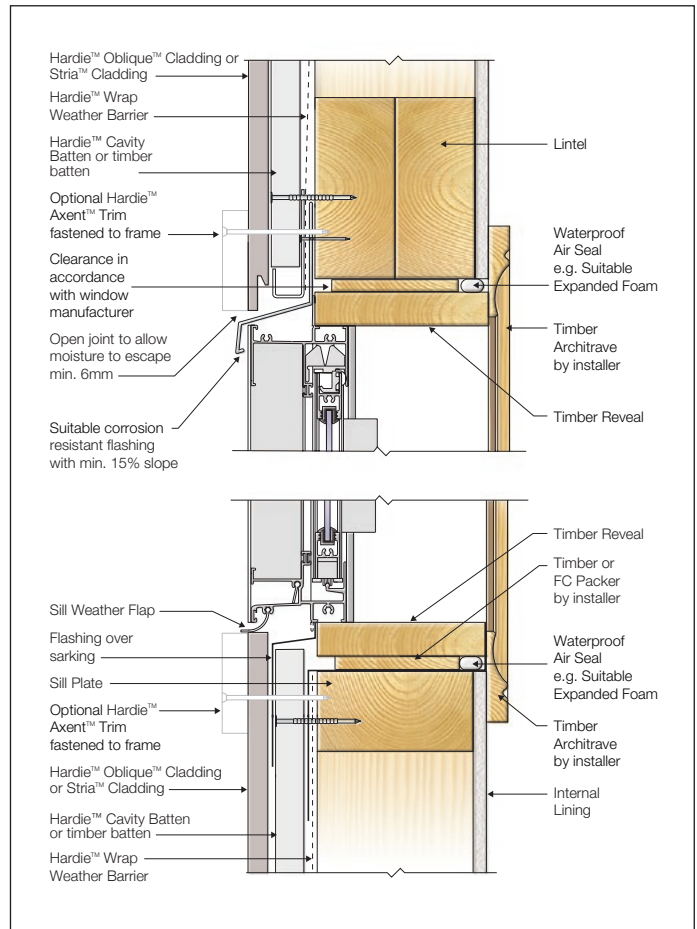 Hardie™ Oblique™ Cladding or
Stria™ Cladding
Hardie™ Wrap
Weather Barrier
Hardie™ Cavity
Batten or timber
batten
Optional Hardie™
Axent™ Trim
fastened to frame
Clearance in
accordance
with window
manufacturer
Open joint to allow
moisture to escape
min. 6mm
Suitable corrosion
resistant flashing
with min. 15% slope
Lintel
Waterproof
Air Seal
e.g. Suitable
Expanded Foam
Timber
Architrave
by installer
Timber Reveal
Sill Weather Flap
Flashing over
sarking
Sill Plate
Optional Hardie™
Axent™ Trim
fastened to frame
Hardie™ Oblique™ Cladding
or Stria™ Cladding
Hardie™ Cavity Batten
or timber batten
Hardie™ Wrap
Weather Barrier
Timber Reveal
Timber or
FC Packer
by installer
Waterproof
Air Seal
e.g. Suitable
Expanded Foam
Timber
Architrave
by installer
Internal
Lining